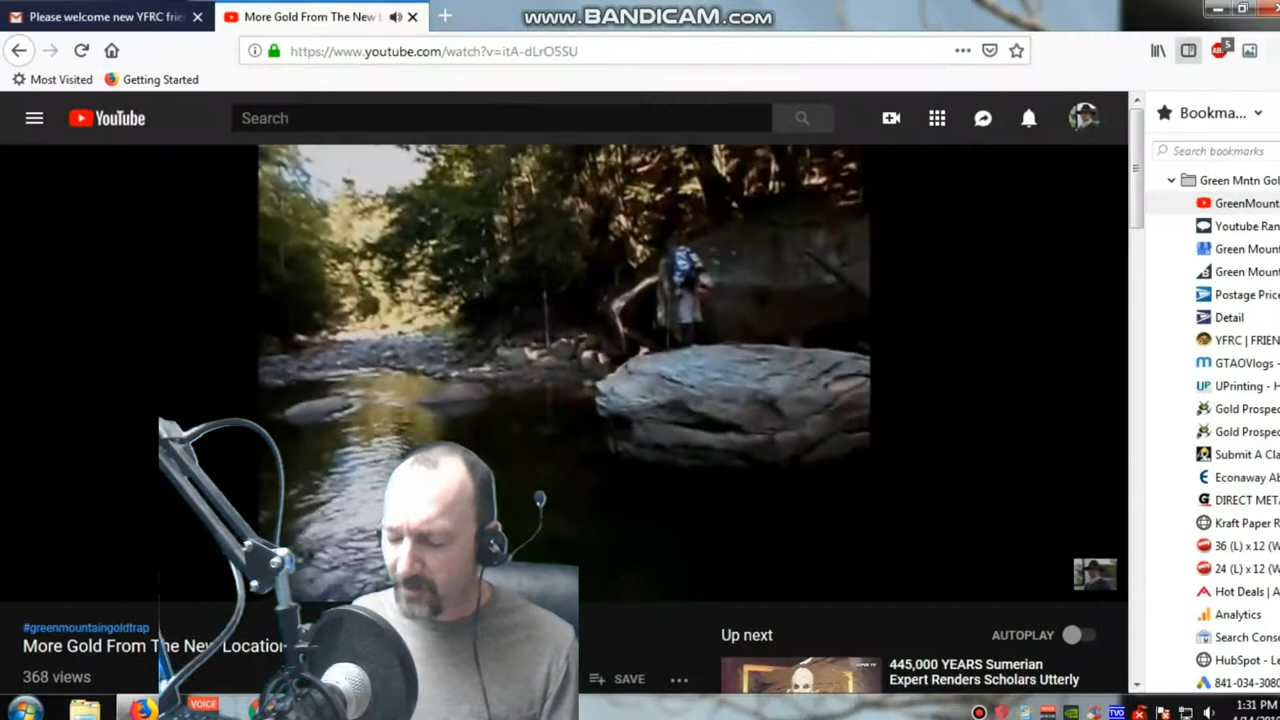 Please welcome new YFRC frie
More Gold From The New L
www.BANDICAM.com
https://www.youtube.com/watch?v=itA-dLrO5SU
5
Most Visited
Getting Started
YouTube
Search
Bookma...
Search bookmarks
Green Mntn Gol
GreenMount
Youtube Ran
Green Mount
Green Mount
Postage Price
Detail
YFRC | FRIEN
GTAOVlogs -
UPrinting - H
Gold Prospec
Gold Prospec
Submit A Cla
Econaway Ab
DIRECT META
Kraft Paper R
36 (L) x 12 (W
24 (L) x 12 (W
Hot Deals | A
Analytics
Search Conso
HubSpot - Le
841-034-3080
#greenmountaingoldtrap
More Gold From The New Location
368 views
SAVE
Up next
AUTOPLAY
445,000 YEARS Sumerian
Expert Renders Scholars Utterly
VOICE
TVO
1:31 PM